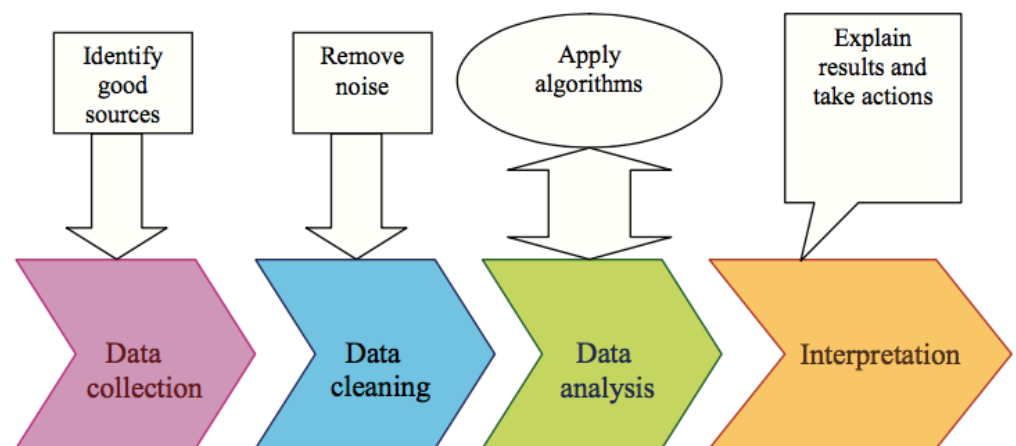 Identify
good
sources
Remove
noise
Apply
algorithms
Explain
results and
take actions
Data
collection
Data
cleaning
Data
analysis
Interpretation